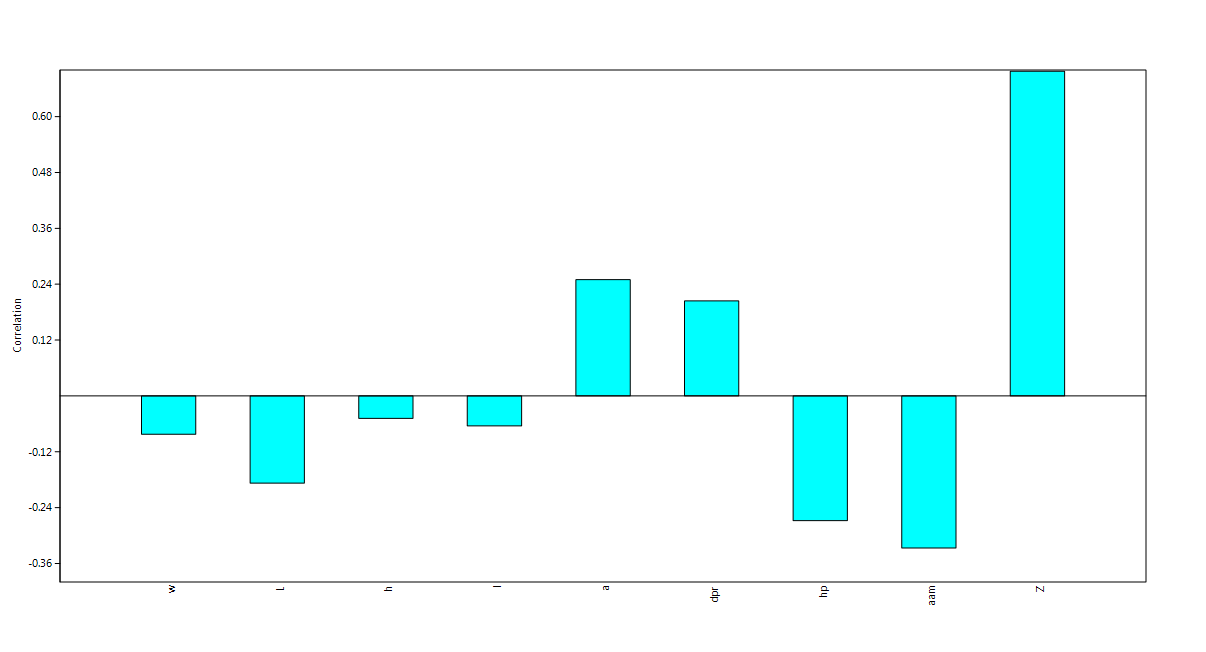 0.60
0.48
0.36
0.24
0.12
-0.12
-0.24
-0.36
Correlation
w
L
h
l
a
dpr
hp
aam
Z